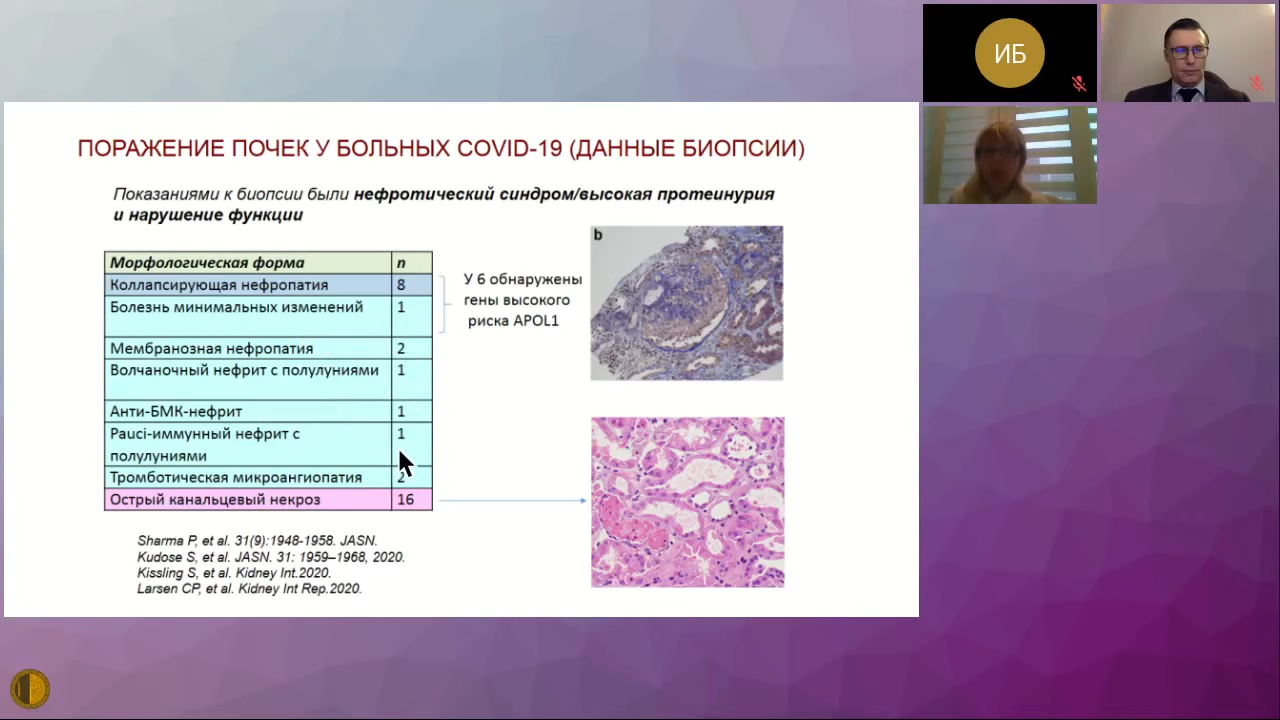 ПОРАЖЕНИЕ ПОЧЕК У БОЛЬНЫХ COVID-19 (ДАННЫЕ БИОПСИИ)
Показаниями к биопсии были нефротический синдром/высокая протеинурия
и нарушение функции
Морфологическая форма n
Коллапсирующая нефропатия 8
Болезнь минимальных изменений 1
Мембранозная нефропатия 2
Волчаночный нефрит с полулуниями 1
Анти-БМК-нефрит 1
Pauci-иммунный нефрит с 1
полулуниями
Тромботическая микроангиопатия 2
Острый канальцевый некроз 16
У 6 обнаружены
гены высокого
риска APOL1
b
Sharma P, et al. 31(9):1948-1958. JASN.
Kudose S, et al. JASN. 31: 1959–1968, 2020.
Kissling S, et al. Kidney Int.2020.
Larsen CP, et al. Kidney Int Rep.2020.
ИБ